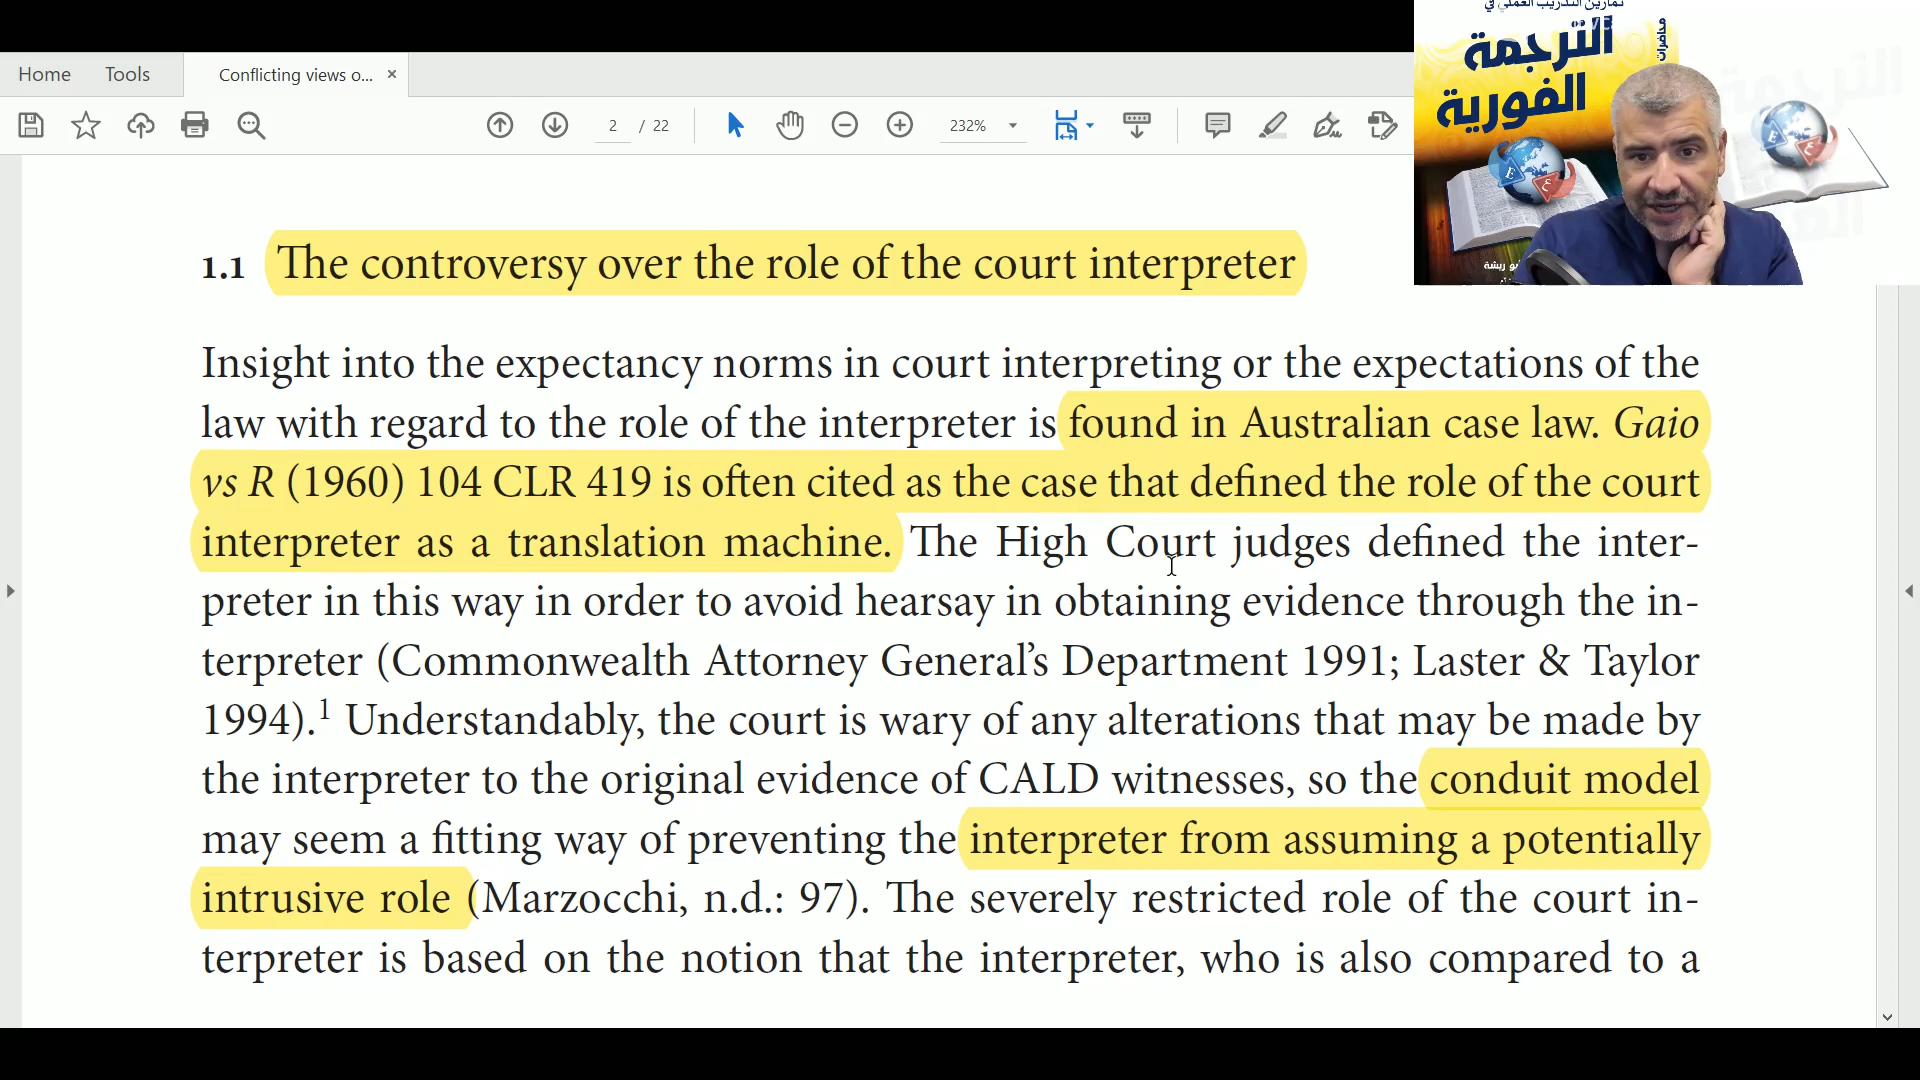 تمارين التدريب العملي في
محاضرات
الترجمة
الفورية
Home Tools Conflicting views o... ×
2 / 22 232%
1.1 The controversy over the role of the court interpreter
Insight into the expectancy norms in court interpreting or the expectations of the
law with regard to the role of the interpreter is found in Australian case law. Gaio
vs R (1960) 104 CLR 419 is often cited as the case that defined the role of the court
interpreter as a translation machine. The High Court judges defined the inter-
preter in this way in order to avoid hearsay in obtaining evidence through the in-
terpreter (Commonwealth Attorney General’s Department 1991; Laster & Taylor
1994).1 Understandably, the court is wary of any alterations that may be made by
the interpreter to the original evidence of CALD witnesses, so the conduit model
may seem a fitting way of preventing the interpreter from assuming a potentially
intrusive role (Marzocchi, n.d.: 97). The severely restricted role of the court in-
terpreter is based on the notion that the interpreter, who is also compared to a